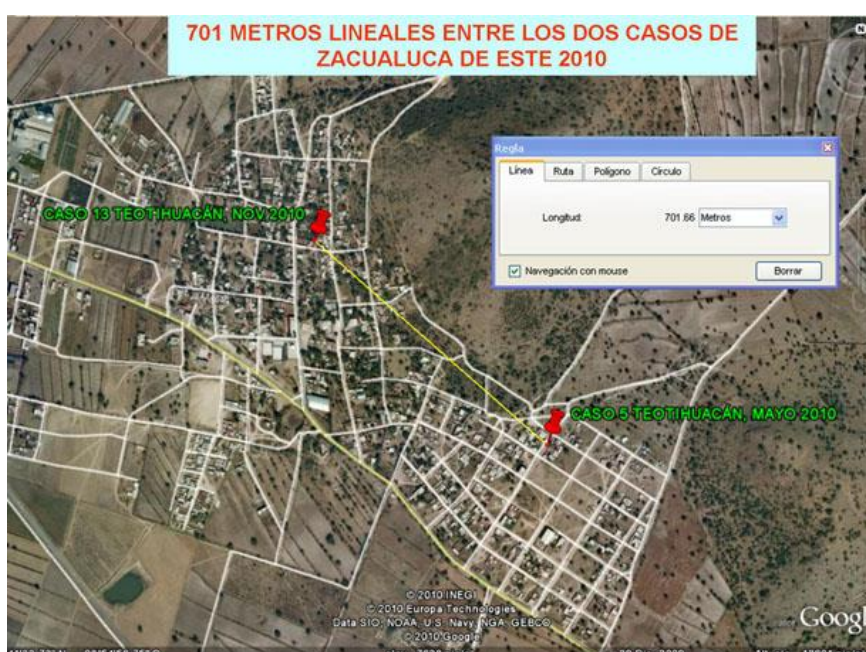 701 METROS LINEALES ENTRE LOS DOS CASOS DE
ZACUALUCA DE ESTE 2010
Regla
Línea Ruta Polígono Círculo
Longitud: 701.66 Metros
Navegación con mouse Borrar
CASO 13 TEOTIHUACÁN, NOV 2010
CASO 5 TEOTIHUACÁN, MAYO 2010
© 2010 INEGI
© 2010 Europa Technologies
Data SIO, NOAA, U.S. Navy, NGA, GEBCO
© 2010 Google
Googl